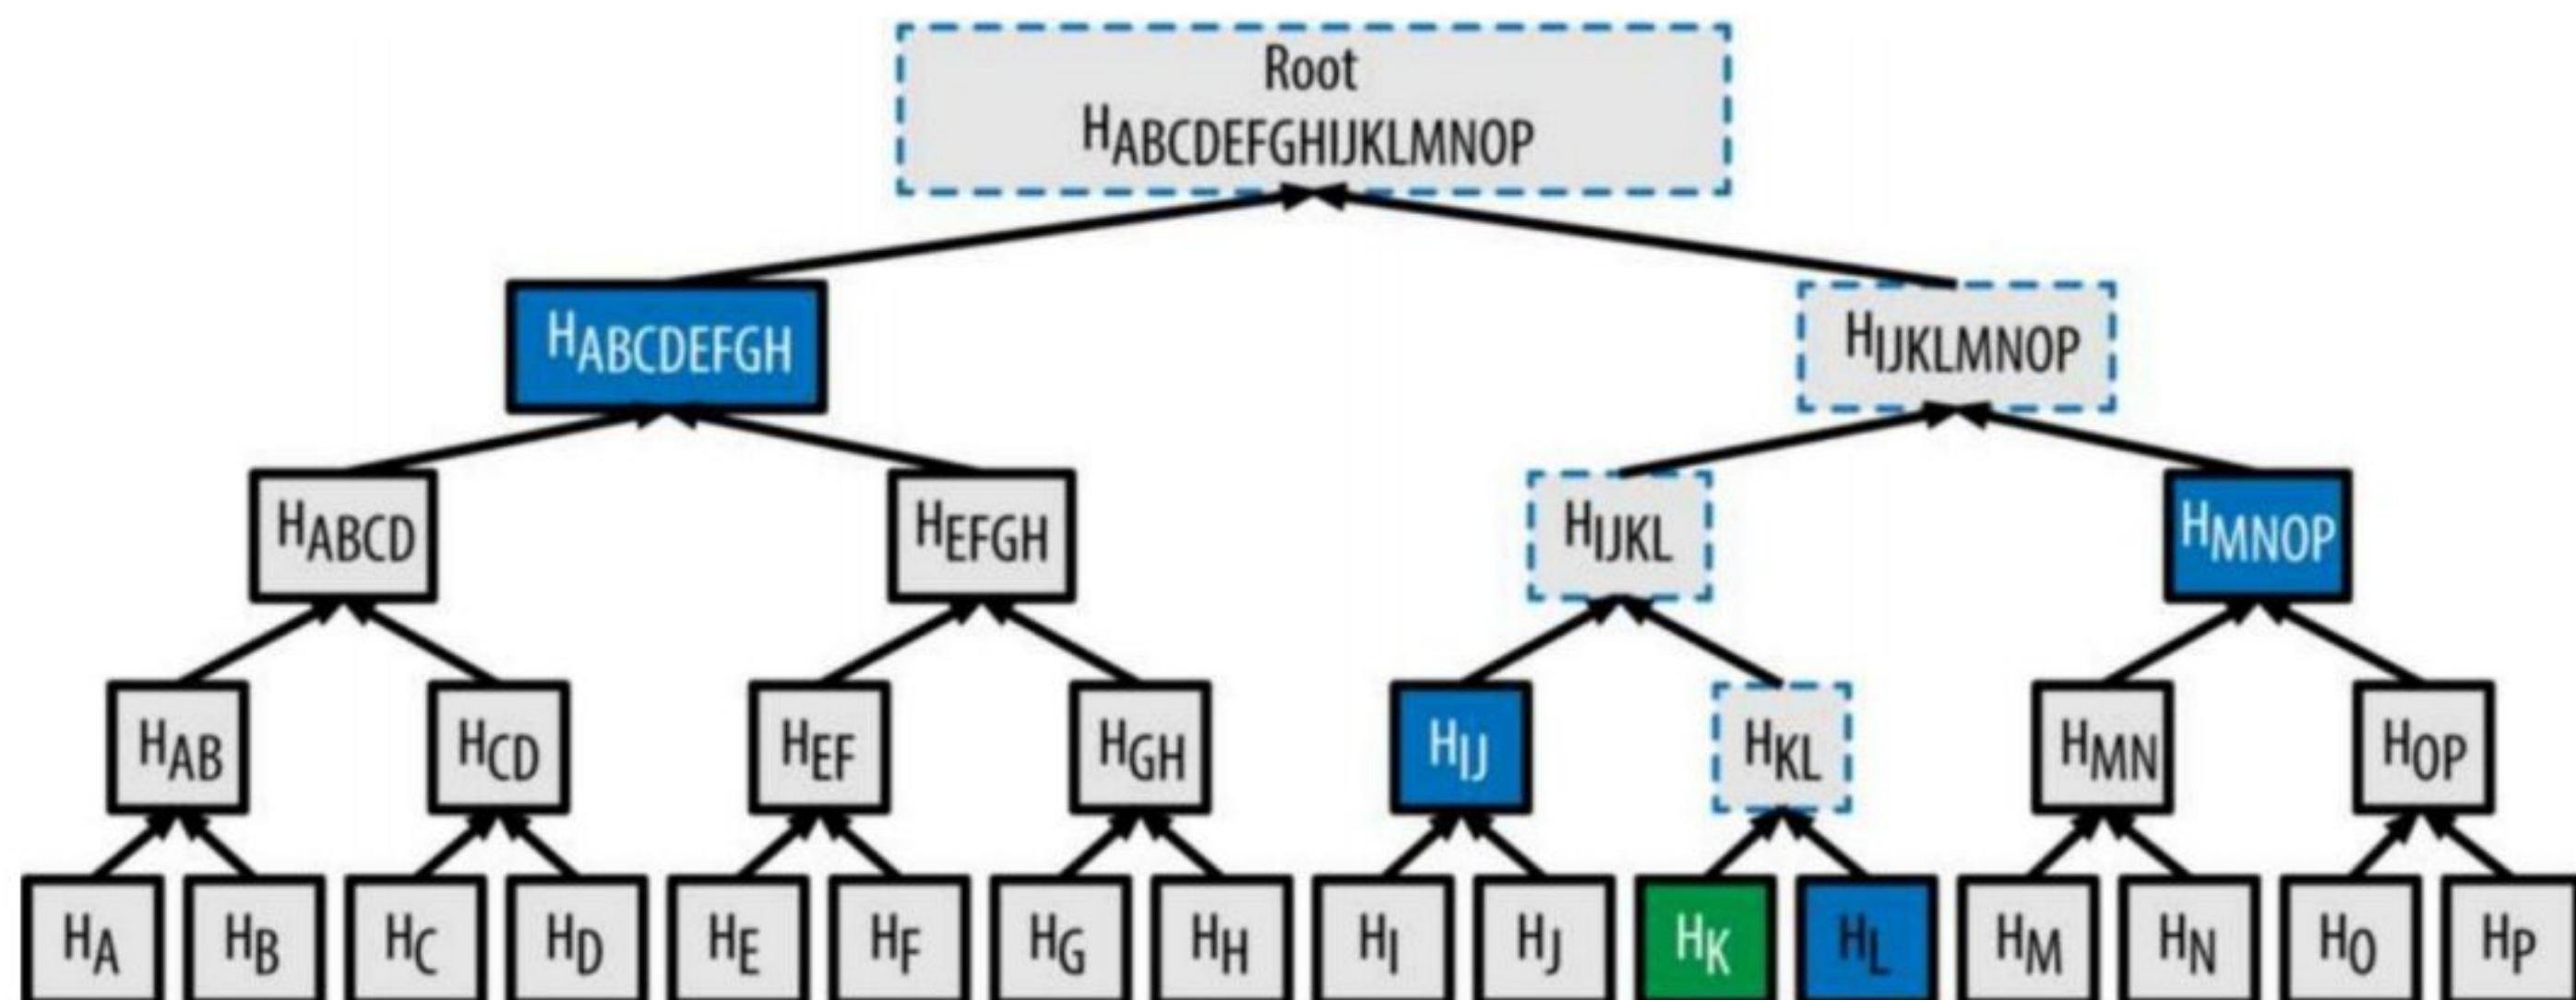 Root
HABCDEFGHIJKLMNOP
HABCDEFGH HIJKLMNOP
HABCD HEFGH HIJKL HMNOP
HAB HCD HEF HGH HIJ HKL HMN HOP
HA HB HC HD HE HF HG HH HI HJ HK HL HM HN HO HP